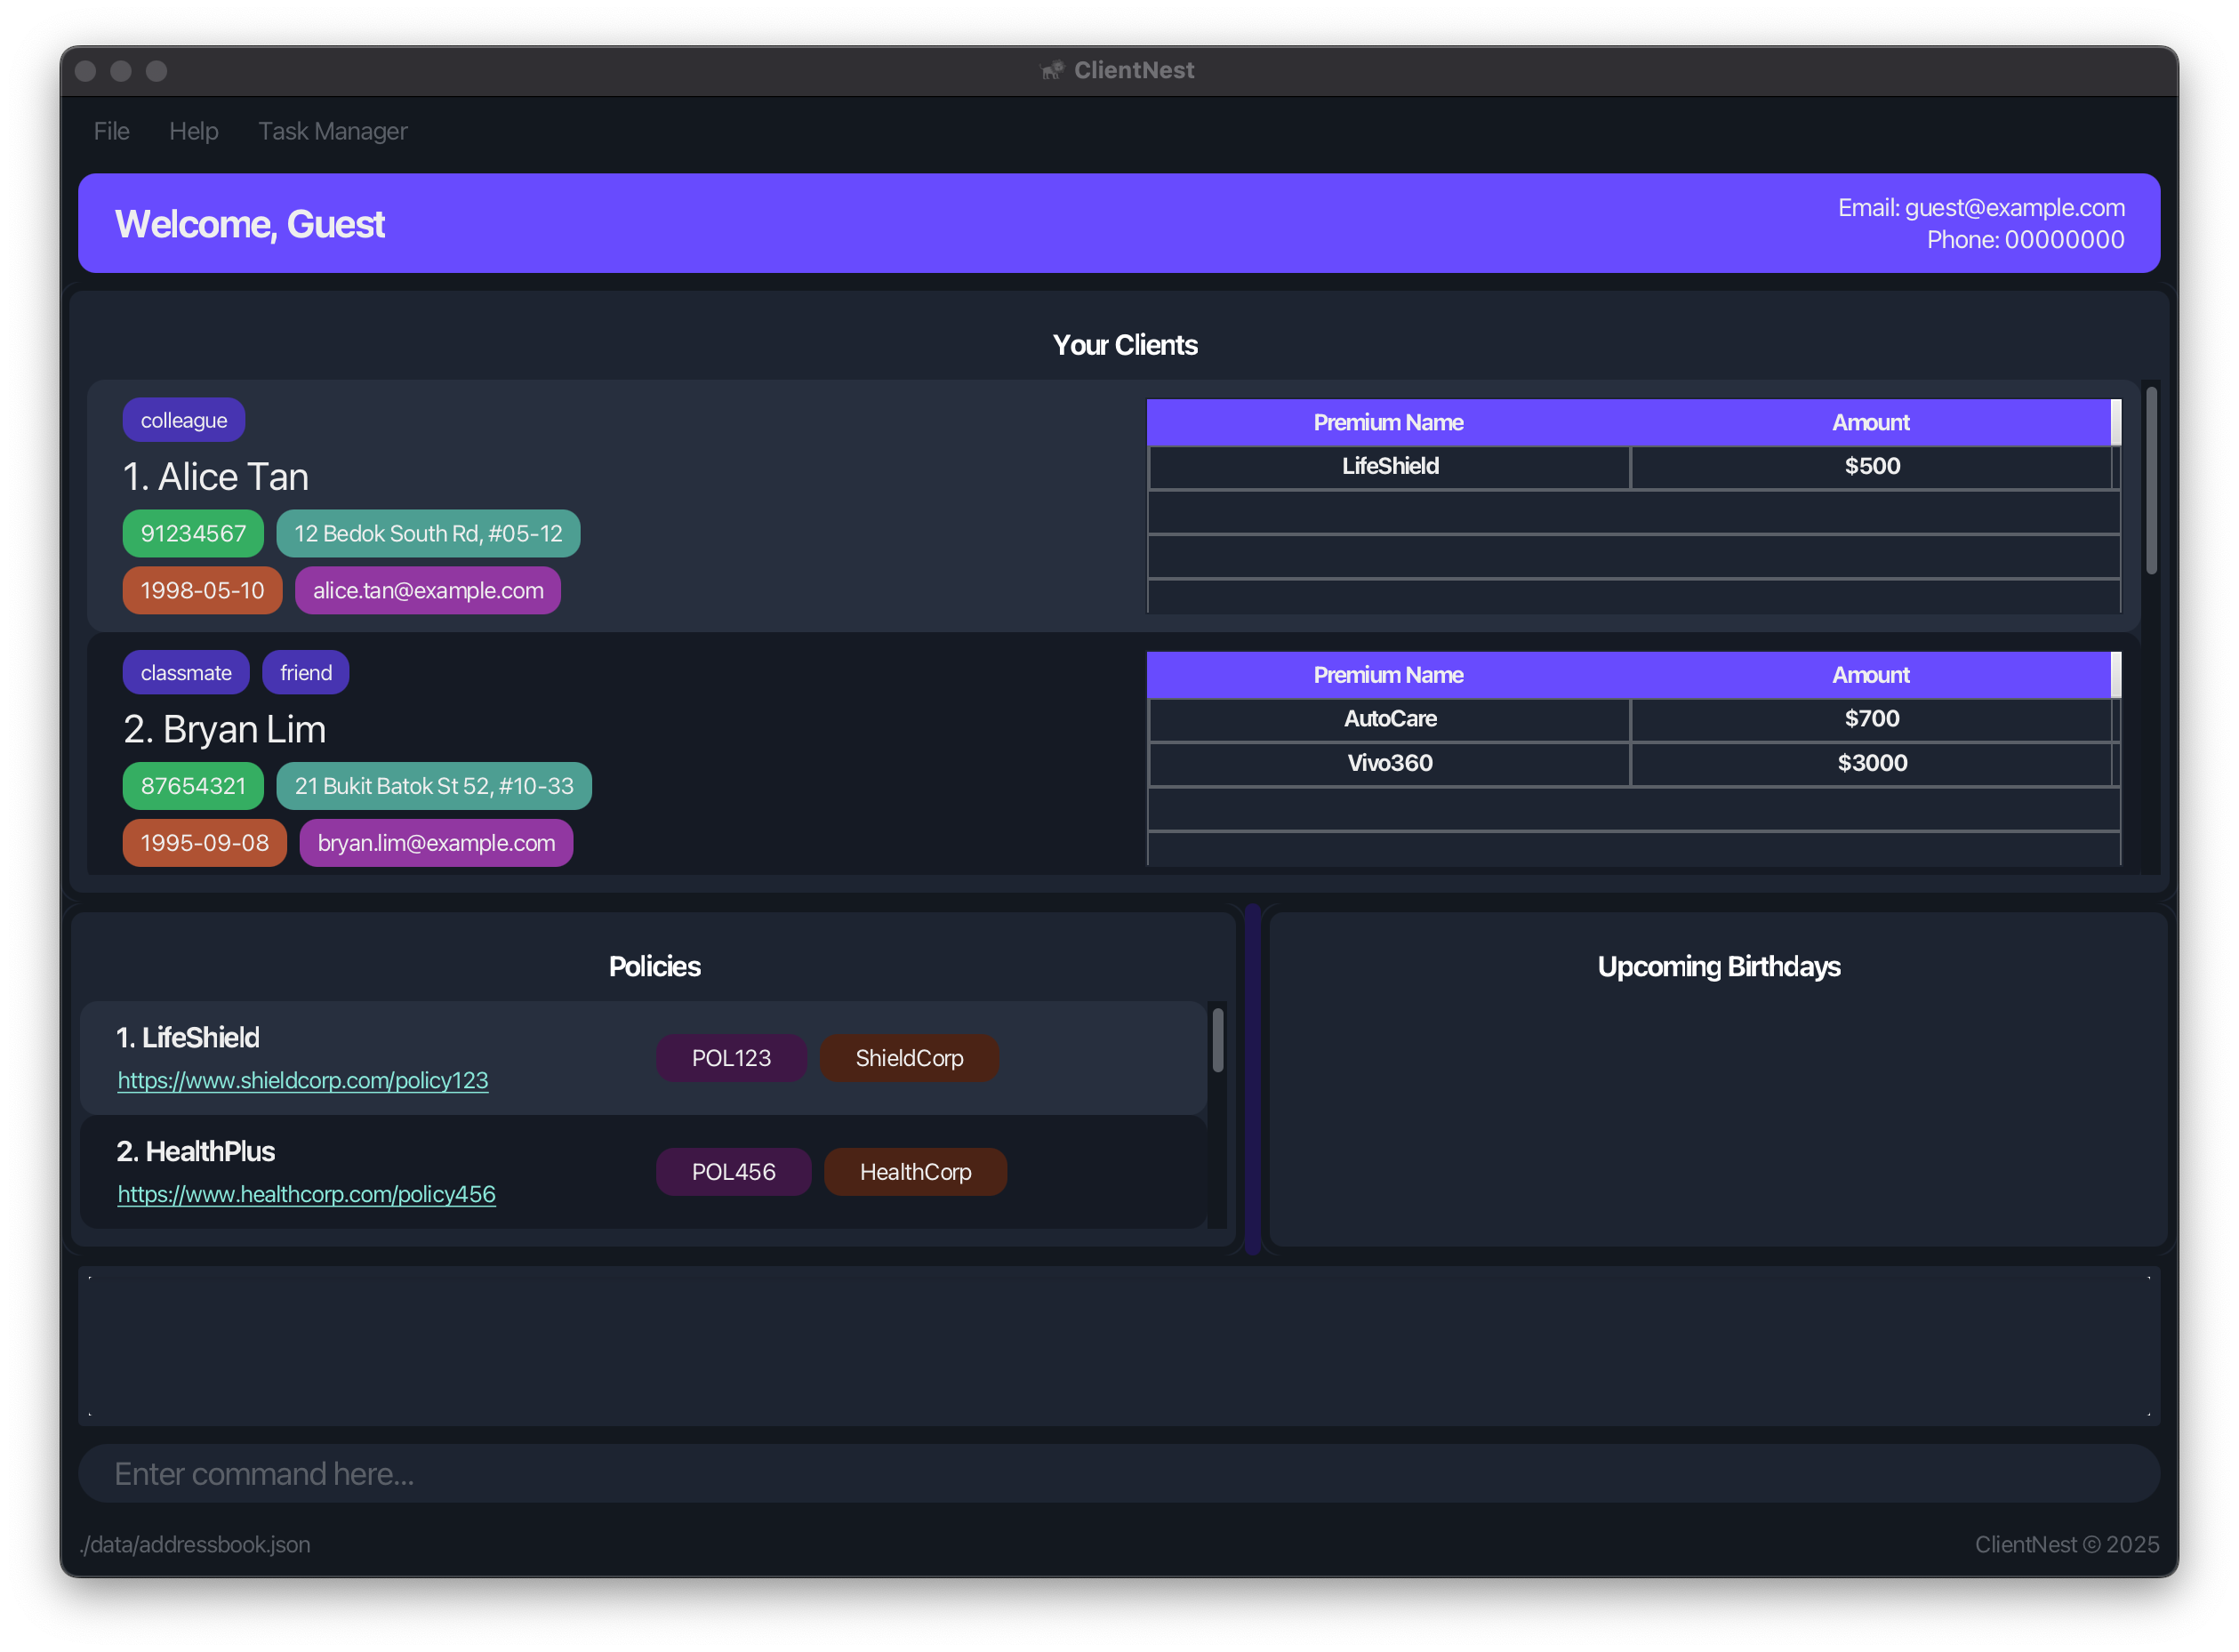 ClientNest
File Help Task Manager
Welcome, Guest
Email: guest@example.com
Phone: 00000000
Your Clients
colleague
1. Alice Tan
91234567 12 Bedok South Rd, #05-12
1998-05-10 alice.tan@example.com
Premium Name Amount
LifeShield $500
classmate friend
2. Bryan Lim
87654321 21 Bukit Batok St 52, #10-33
1995-09-08 bryan.lim@example.com
Premium Name Amount
AutoCare $700
Vivo360 $3000
Policies
1. LifeShield
https://www.shieldcorp.com/policy123
POL123 ShieldCorp
2. HealthPlus
https://www.healthcorp.com/policy456
POL456 HealthCorp
Upcoming Birthdays
Enter command here...
./data/addressbook.json
ClientNest © 2025